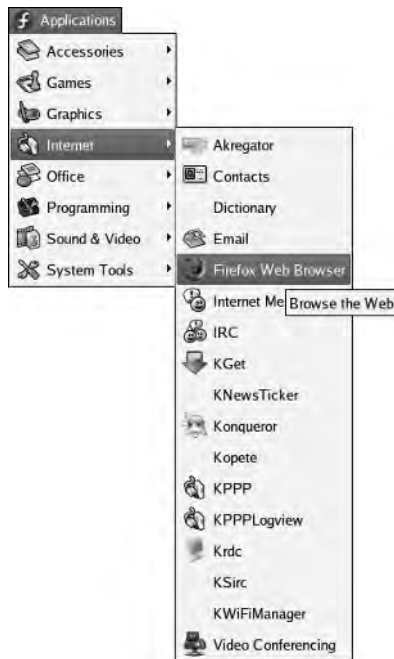 Applications
Accessories
Games
Graphics
Internet
Office
Programming
Sound & Video
System Tools
Akregator
Contacts
Dictionary
Email
Firefox Web Browser
Internet Me
Browse the Web
IRC
KGet
KNewsTicker
Konqueror
Kopete
KPPP
KPPPLogview
Krdc
KSirc
KWiFiManager
Video Conferencing